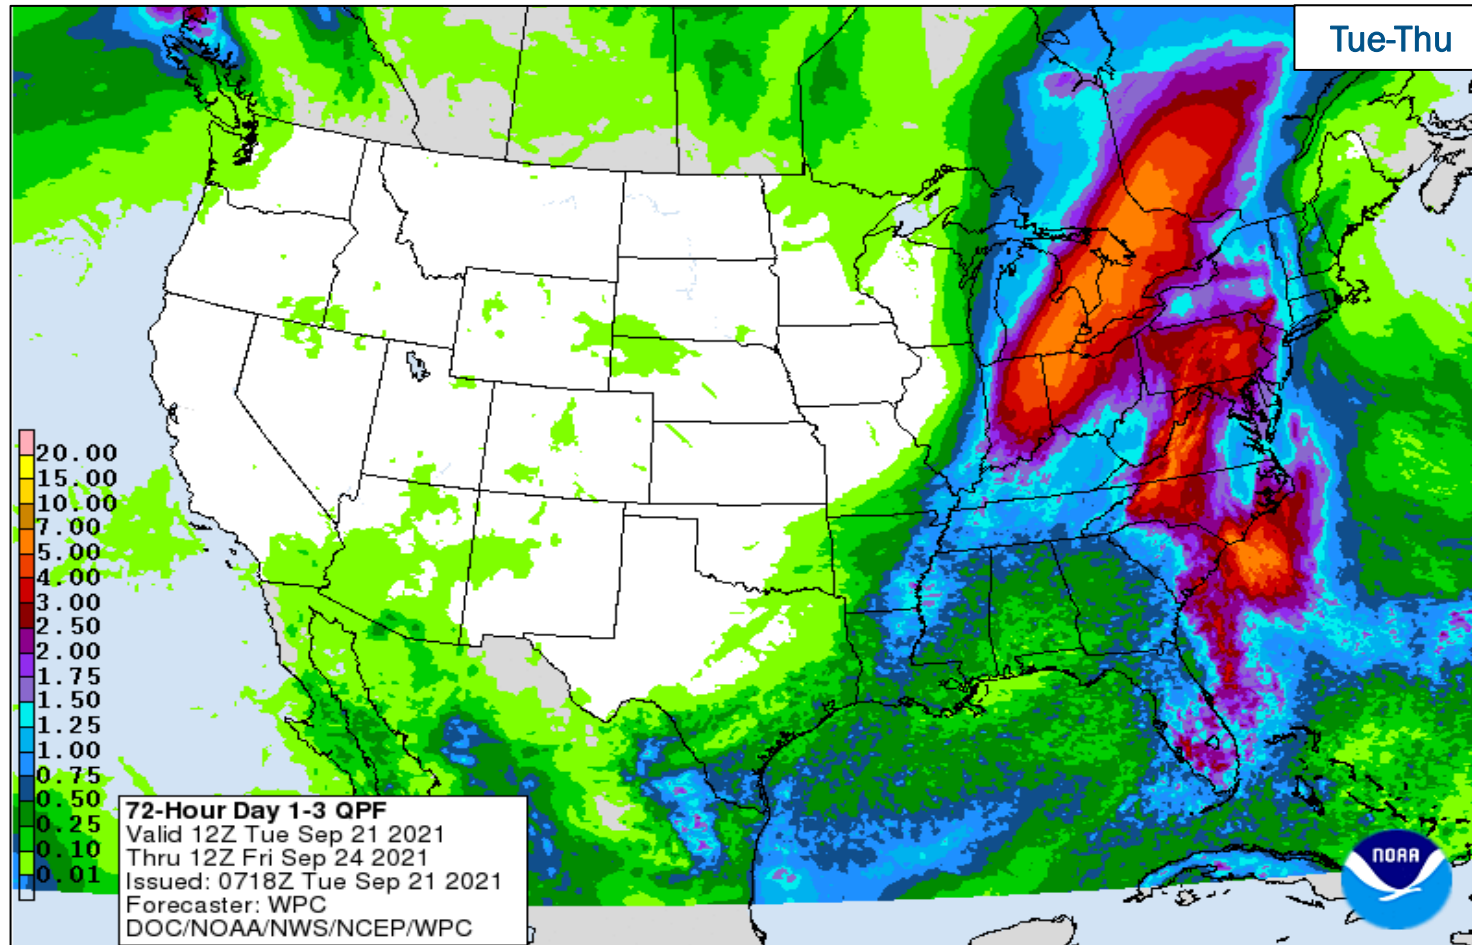 Tue-Thu
20.00
15.00
10.00
7.00
5.00
4.00
3.00
2.50
2.00
1.75
1.50
1.25
1.00
0.75
0.50
0.25
0.10
0.01
72-Hour Day 1-3 QPF
Valid 12Z Tue Sep 21 2021
Thru 12Z Fri Sep 24 2021
Issued: 0718Z Tue Sep 21 2021
Forecaster: WPC
DOC/NOAA/NWS/NCEP/WPC
NOAA